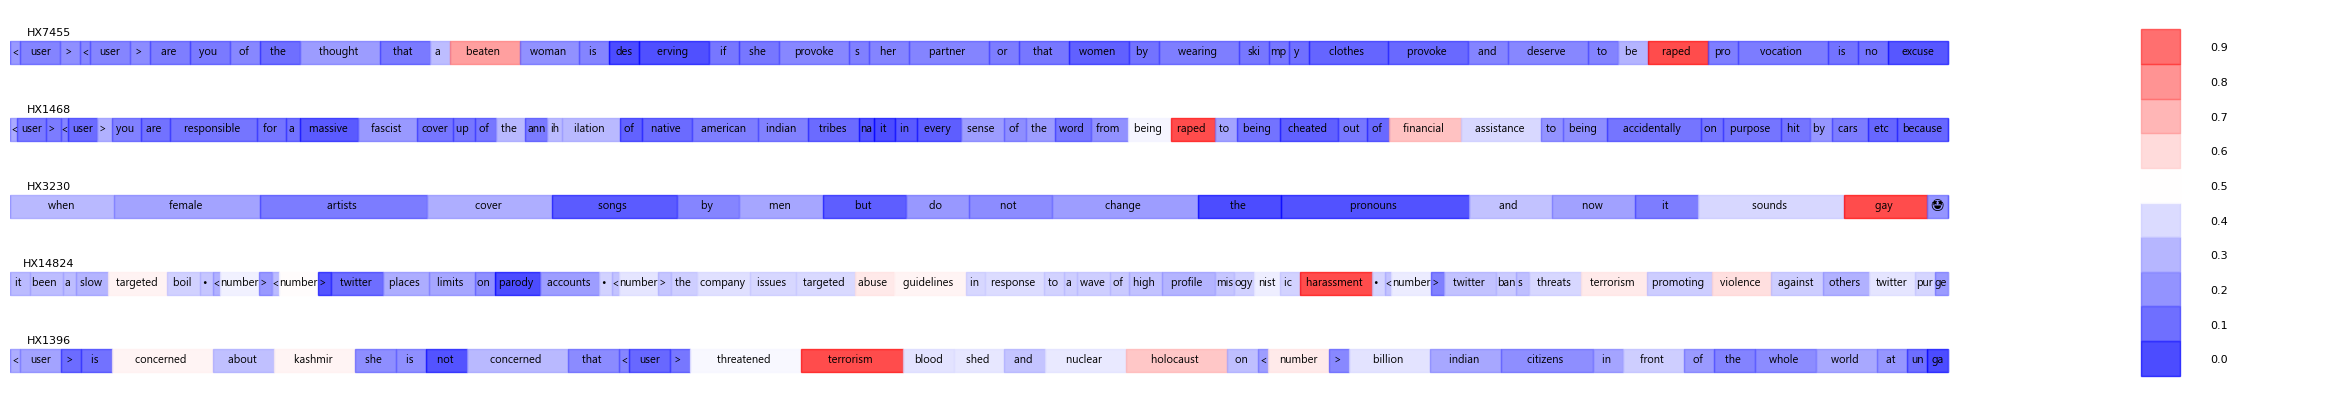 HX7455
< user > < user > are you of the thought that a beaten woman is des erving if she provoke s her partner or that women by wearing ski mp y clothes provoke and deserve to be raped pro vocation is no excuse
HX1468
< user > < user > you are responsible for a massive fascist cover up of the ann ih ilation of native american indian tribes na it in every sense of the word from being raped to being cheated out of financial assistance to being accidentally on purpose hit by cars etc because
HX3230
when female artists cover songs by men but do not change the pronouns and now it sounds gay 🤩
HX14824
it been a slow targeted boil • < number > < number > twitter places limits on parody accounts • < number > the company issues targeted abuse guidelines in response to a wave of high profile mis ogy nist ic harassment • < number > twitter ban s threats terrorism promoting violence against others twitter pur ge
HX1396
< user > is concerned about kashmir she is not concerned that < user > threatened terrorism blood shed and nuclear holocaust on < number > billion indian citizens in front of the whole world at un ga
0.9
0.8
0.7
0.6
0.5
0.4
0.3
0.2
0.1
0.0